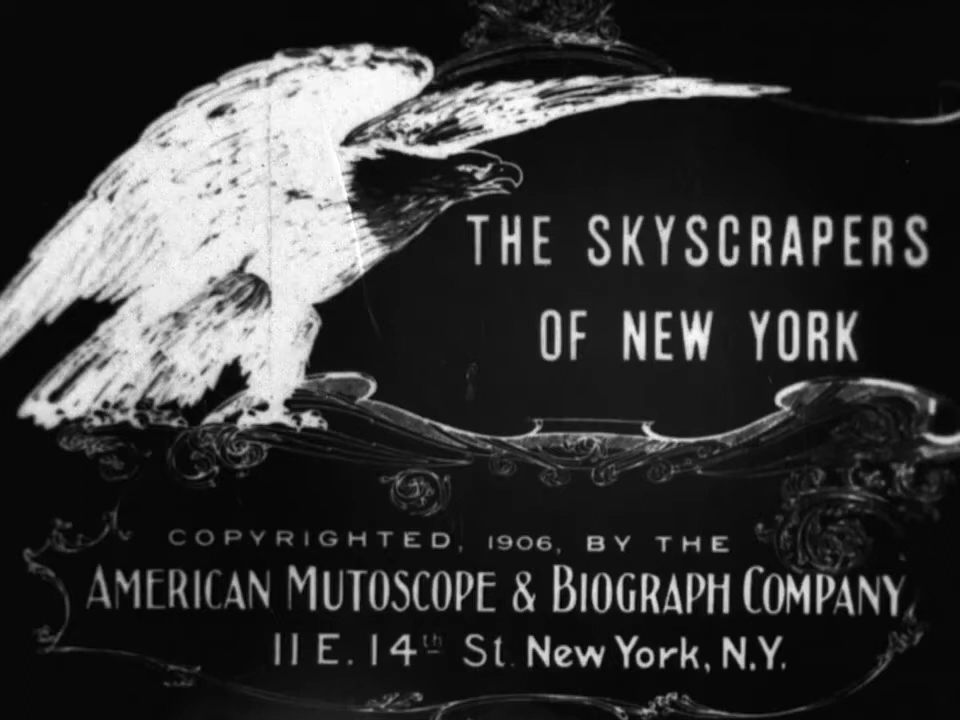 THE SKYSCRAPERS
OF NEW YORK
COPYRIGHTED, 1906, BY THE
AMERICAN MUTOSCOPE & BIOGRAPH COMPANY,
11 E. 14th St. New York, N.Y.